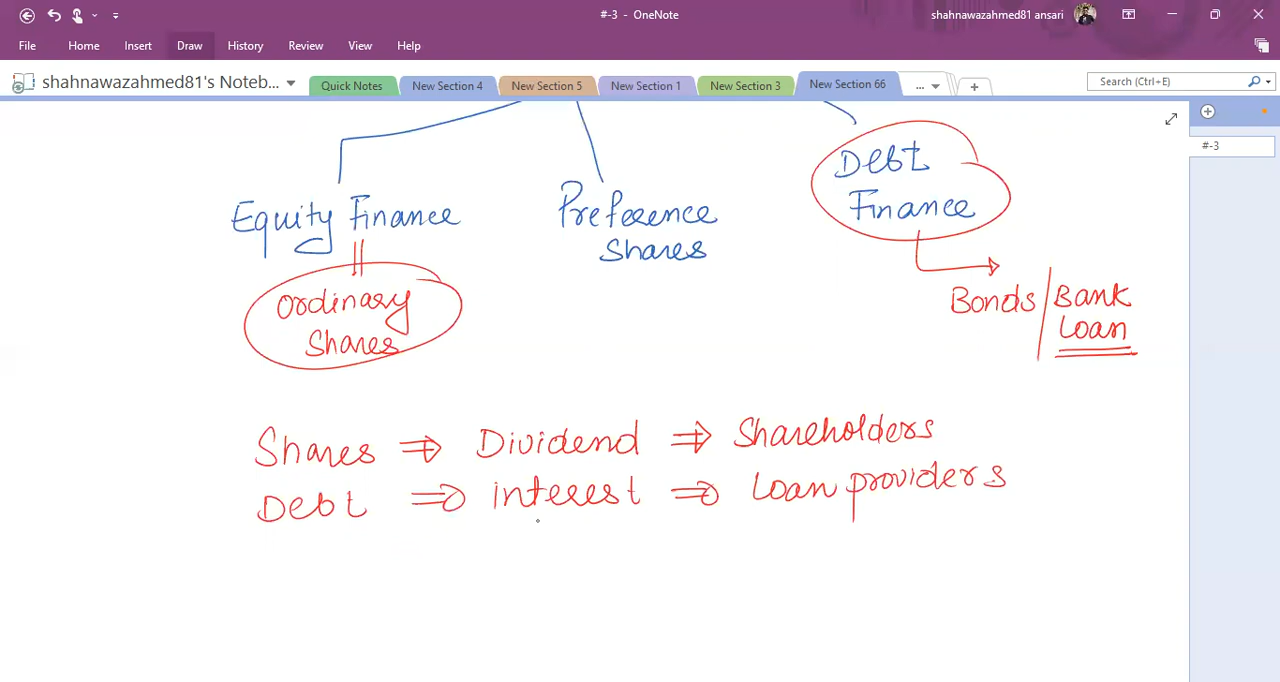 #-3 - OneNote
shahnawazahmed81 ansari
File Home Insert Draw History Review View Help
shahnawazahmed81's Noteb...
Quick Notes New Section 4 New Section 5 New Section 1 New Section 3 New Section 66 ... +
Search (Ctrl+E)
#-3
Debt
Finance
Equity Finance
Preference
Shares
Ordinary
Shares
Bonds/Bank
Loan
Shares ⇒ Dividend ⇒ Shareholders
Debt ⇒ interest ⇒ Loan providers